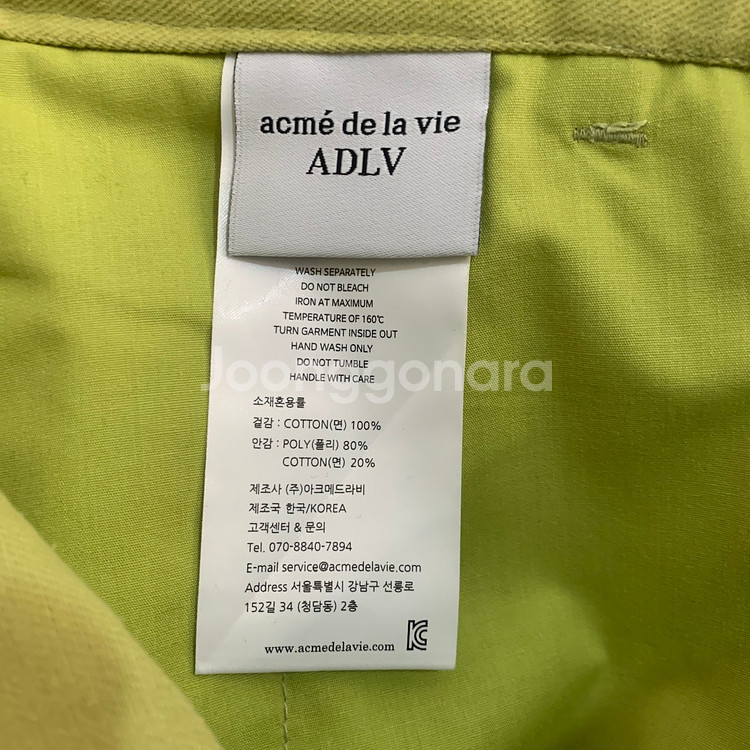 acmé de la vie
ADLV
WASH SEPARATELY
DO NOT BLEACH
IRON AT MAXIMUM
TEMPERATURE OF 160℃
TURN GARMENT INSIDE OUT
HAND WASH ONLY
DO NOT TUMBLE
HANDLE WITH CARE
Joonggonara
소재혼용률
겉감 : COTTON(면) 100%
안감 : POLY(폴리) 80%
COTTON(면) 20%
제조사 (주)아크메드라비
제조국 한국/KOREA
고객센터 & 문의
Tel. 070-8840-7894
E-mail service@acmedelavie.com
Address 서울특별시 강남구 선릉로
152길 34 (청담동) 2층
www.acmedelavie.com